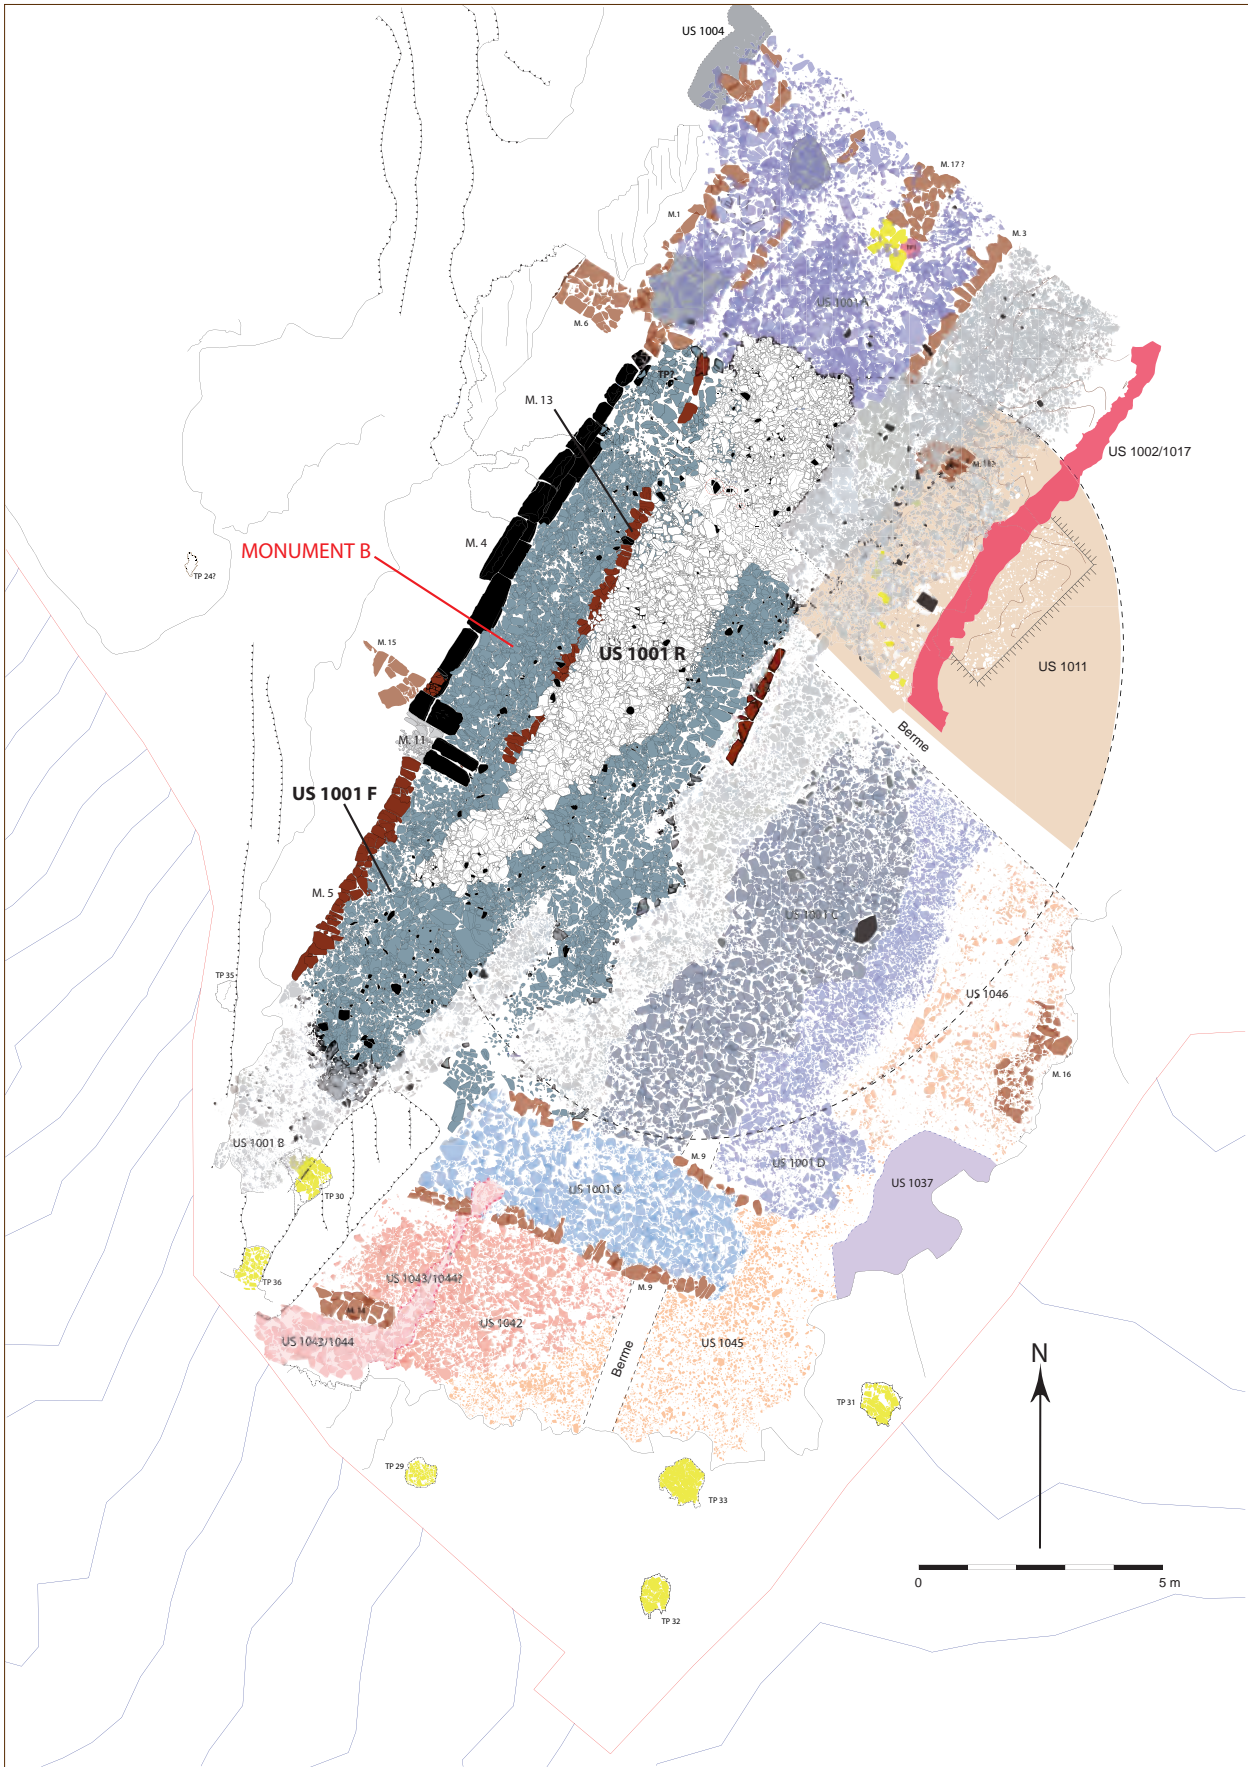 US 1004
M. 17 ?
M.1
M. 3
TP1
US 1001 A
M. 6
TP?
M. 13
US 1002/1017
M. 11?
M. 4
MONUMENT B
TP 24?
M. 15
US 1001 R
US 1011
Berme
M. 11
US 1001 F
M. 5
US 1001 C
TP 35
US 1046
M. 16
US 1001 B
M. 9
US 1001 D
US 1001 G
US 1037
TP 30
TP 36
US 1043/1044?
M. 9
M. 14
US 1042
US 1043/1044
US 1045
Berme
N
TP 31
TP 29
TP 33
0
5 m
TP 32